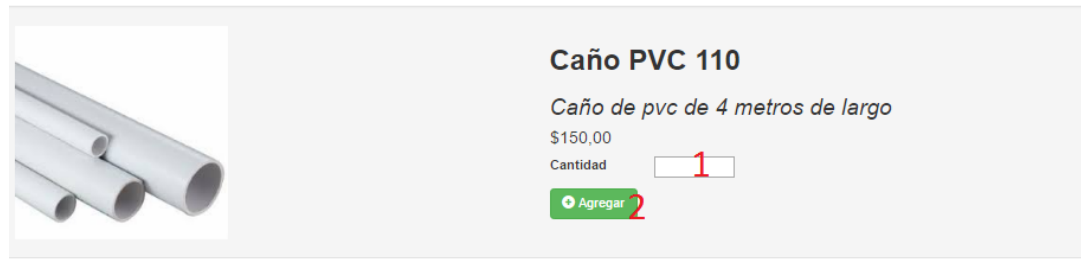 Caño PVC 110
Caño de pvc de 4 metros de largo
$150,00
Cantidad 1
Agregar 2